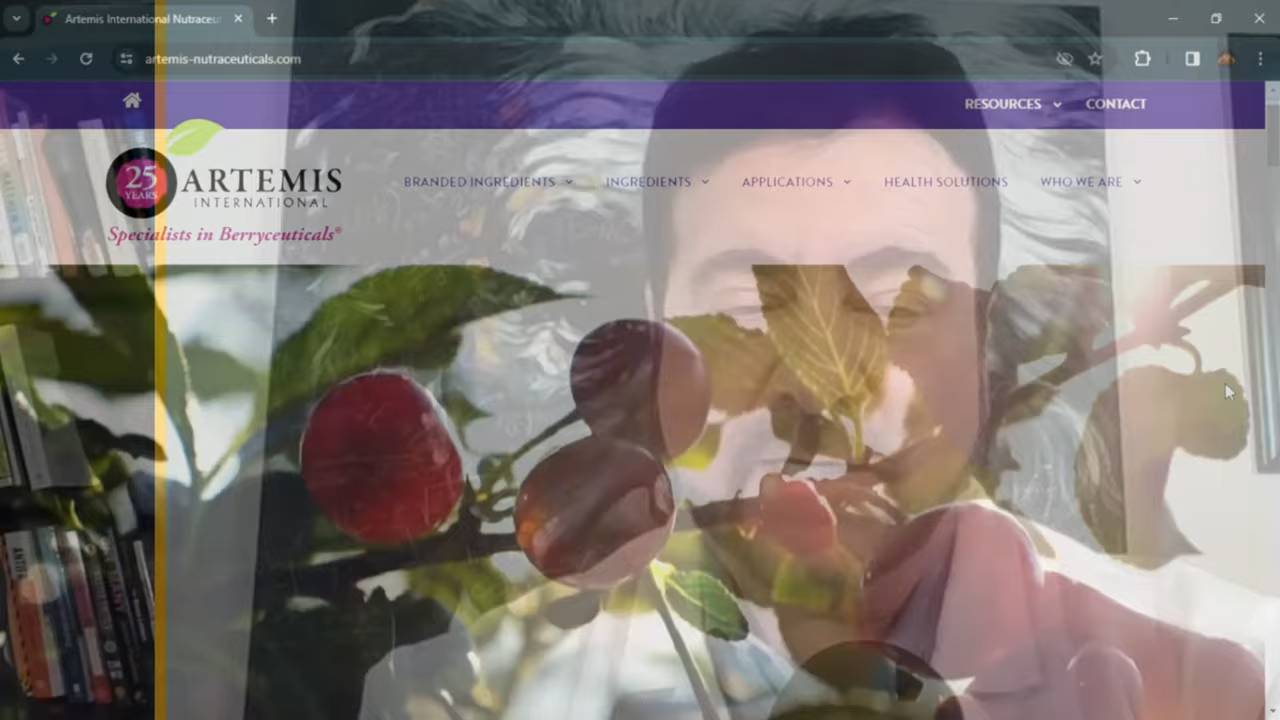 Artemis International Nutraceu
artemis-nutraceuticals.com
RESOURCES
CONTACT
25
YEARS
ARTEMIS
INTERNATIONAL
Specialists in Berryceuticals®
BRANDED INGREDIENTS
INGREDIENTS
APPLICATIONS
HEALTH SOLUTIONS
WHO WE ARE